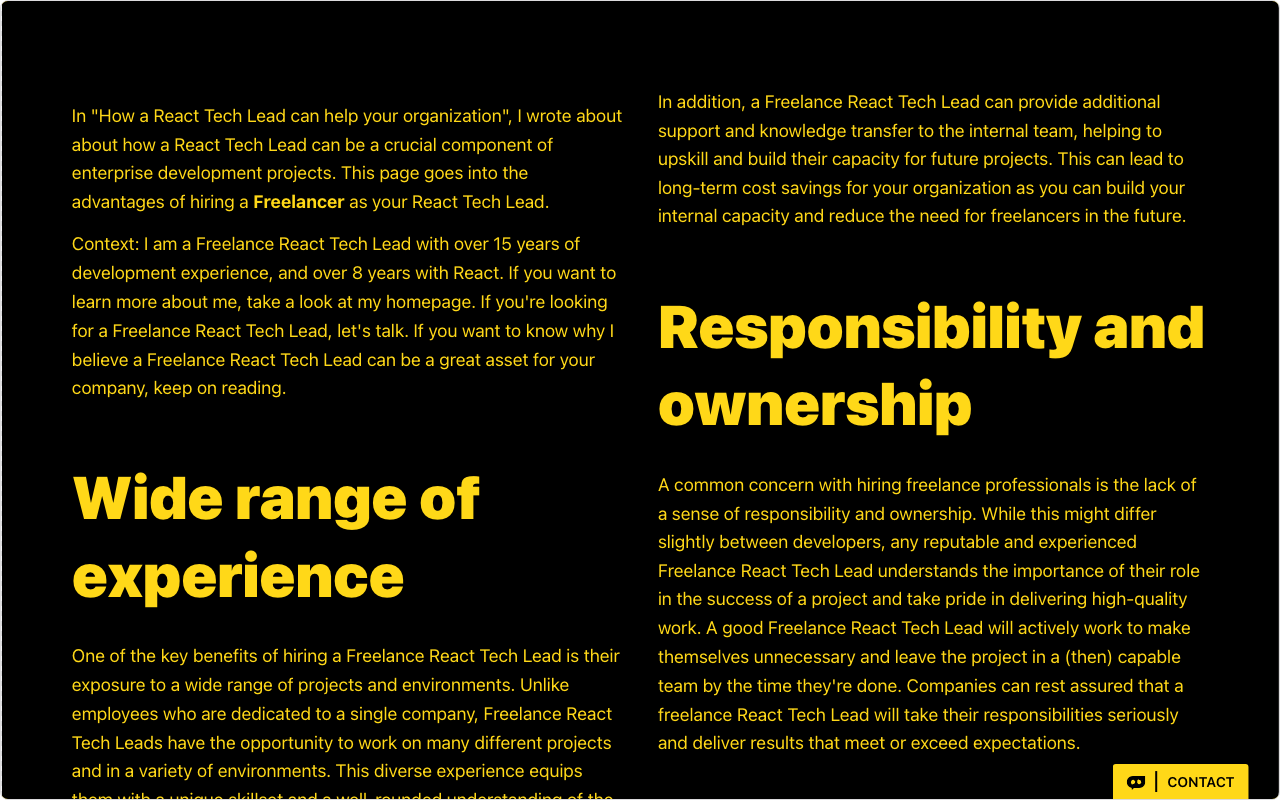 In "How a React Tech Lead can help your organization", I wrote about
about how a React Tech Lead can be a crucial component of
enterprise development projects. This page goes into the
advantages of hiring a Freelancer as your React Tech Lead.
Context: I am a Freelance React Tech Lead with over 15 years of
development experience, and over 8 years with React. If you want to
learn more about me, take a look at my homepage. If you're looking
for a Freelance React Tech Lead, let's talk. If you want to know why I
believe a Freelance React Tech Lead can be a great asset for your
company, keep on reading.
Wide range of
experience
One of the key benefits of hiring a Freelance React Tech Lead is their
exposure to a wide range of projects and environments. Unlike
employees who are dedicated to a single company, Freelance React
Tech Leads have the opportunity to work on many different projects
and in a variety of environments. This diverse experience equips
them with a unique skillset and a well-rounded understanding of the
In addition, a Freelance React Tech Lead can provide additional
support and knowledge transfer to the internal team, helping to
upskill and build their capacity for future projects. This can lead to
long-term cost savings for your organization as you can build your
internal capacity and reduce the need for freelancers in the future.
Responsibility and
ownership
A common concern with hiring freelance professionals is the lack of
a sense of responsibility and ownership. While this might differ
slightly between developers, any reputable and experienced
Freelance React Tech Lead understands the importance of their role
in the success of a project and take pride in delivering high-quality
work. A good Freelance React Tech Lead will actively work to make
themselves unnecessary and leave the project in a (then) capable
team by the time they're done. Companies can rest assured that a
freelance React Tech Lead will take their responsibilities seriously
and deliver results that meet or exceed expectations.
CONTACT